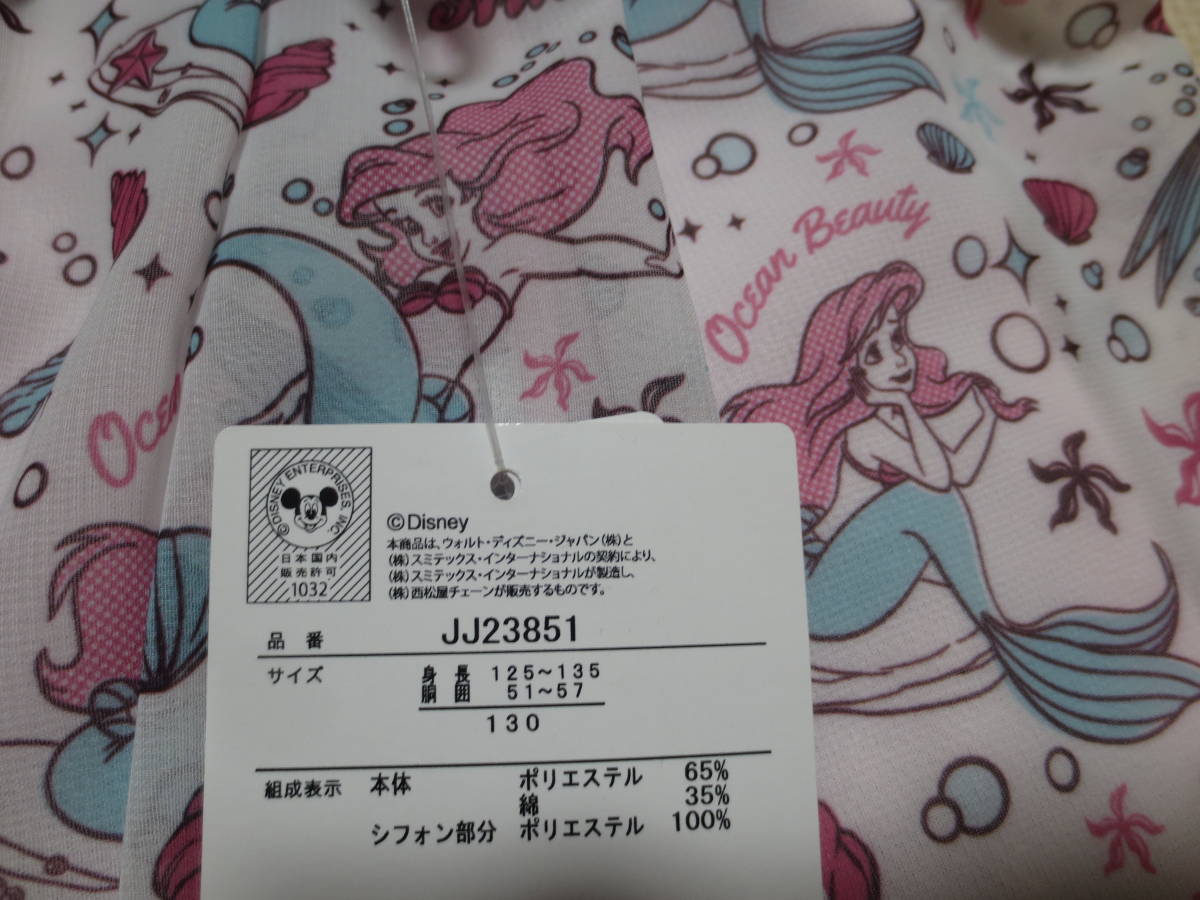 Ocean Beauty
Ocean
©DISNEY ENTERPRISES, INC.
日本国内
販売許可
1032
©Disney
本商品は、ウォルト・ディズニー・ジャパン(株)と
(株)スミテックス・インターナショナルの契約により、
(株)スミテックス・インターナショナルが製造し、
(株)西松屋チェーンが販売するものです。
品番 JJ23851
サイズ 身長 125~135
胴囲 51~57
130
組成表示 本体 ポリエステル 65%
綿 35%
シフォン部分 ポリエステル 100%